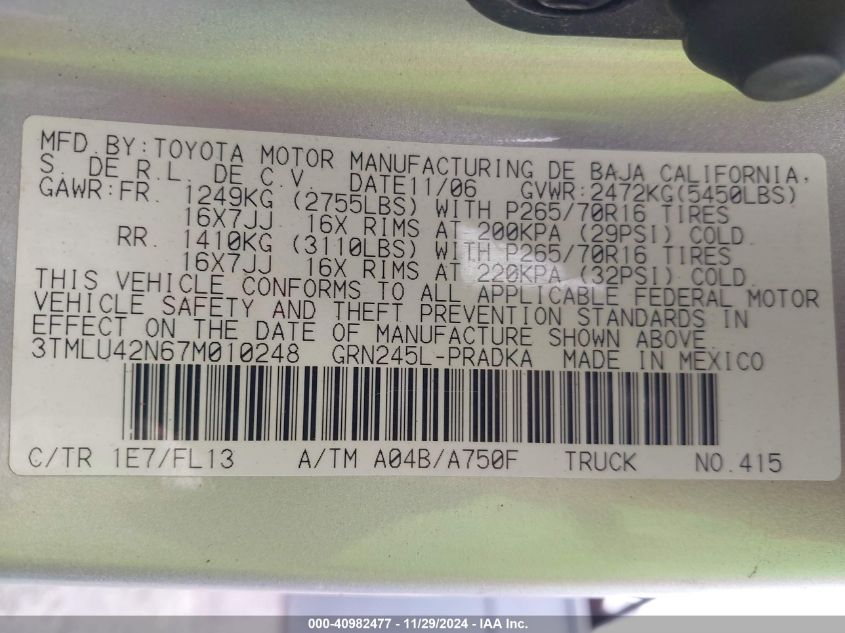 MFD.BY:TOYOTA MOTOR MANUFACTURING DE BAJA CALIFORNIA,
S. DE R.L. DE C.V. DATE11/06 GVWR:2472KG(5450LBS)
GAWR:FR. 1249KG (2755LBS) WITH P265/70R16 TIRES
16X7JJ 16X RIMS AT 200KPA (29PSI) COLD.
RR. 1410KG (3110LBS) WITH P265/70R16 TIRES
16X7JJ 16X RIMS AT 220KPA (32PSI) COLD.
THIS VEHICLE CONFORMS TO ALL APPLICABLE FEDERAL MOTOR
VEHICLE SAFETY AND THEFT PREVENTION STANDARDS IN
EFFECT ON THE DATE OF MANUFACTURE SHOWN ABOVE.
3TMLU42N67M010248 GRN245L-PRADKA MADE IN MEXICO
C/TR 1E7/FL13 A/TM A04B/A750F TRUCK NO.415
000-40982477 - 11/29/2024 - IAA Inc.